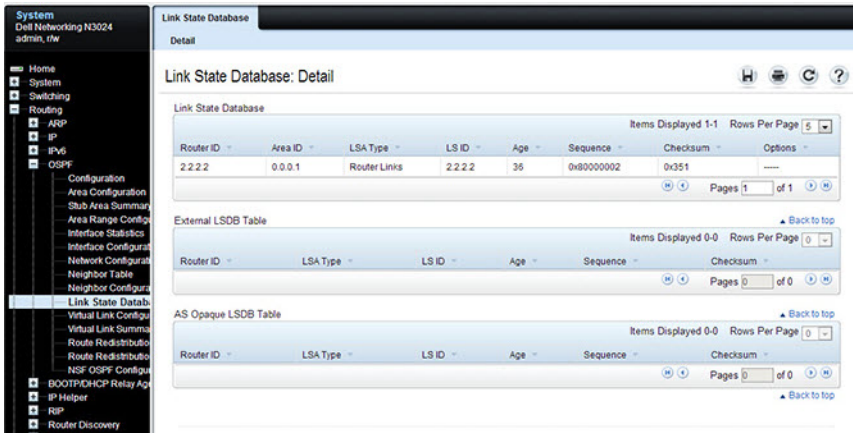 System
Dell Networking N3024
admin, r/w
Home
System
Switching
Routing
ARP
IP
IPv6
OSPF
Configuration
Area Configuration
Stub Area Summary
Area Range Configu
Interface Statistics
Interface Configurat
Network Configurati
Neighbor Table
Neighbor Configura
Link State Databa
Virtual Link Configu
Virtual Link Summa
Route Redistributio
Route Redistributio
NSF OSPF Configur
BOOTP/DHCP Relay Age
IP Helper
RIP
Router Discovery
Link State Database
Detail
Link State Database: Detail
Link State Database
Items Displayed 1-1 Rows Per Page 5
Router ID Area ID LSA Type LS ID Age Sequence Checksum Options
2.2.2.2 0.0.0.1 Router Links 2.2.2.2 36 0x80000002 0x351 -----
Pages 1 of 1
External LSDB Table
Back to top
Items Displayed 0-0 Rows Per Page 0
Router ID LSA Type LS ID Age Sequence Checksum
Pages 0 of 0
AS Opaque LSDB Table
Back to top
Items Displayed 0-0 Rows Per Page 0
Router ID LSA Type LS ID Age Sequence Checksum
Pages 0 of 0
Back to top